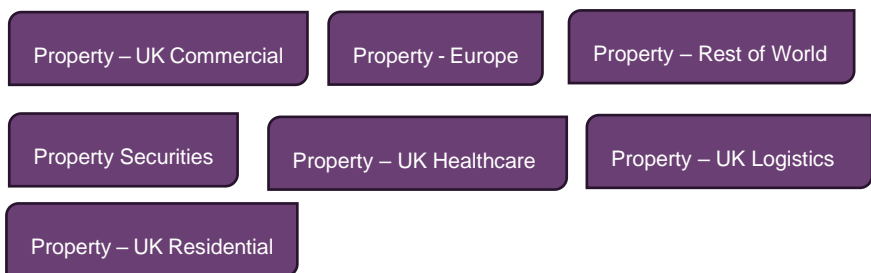 Property – UK Commercial
Property - Europe
Property – Rest of World
Property Securities
Property – UK Healthcare
Property – UK Logistics
Property – UK Residential